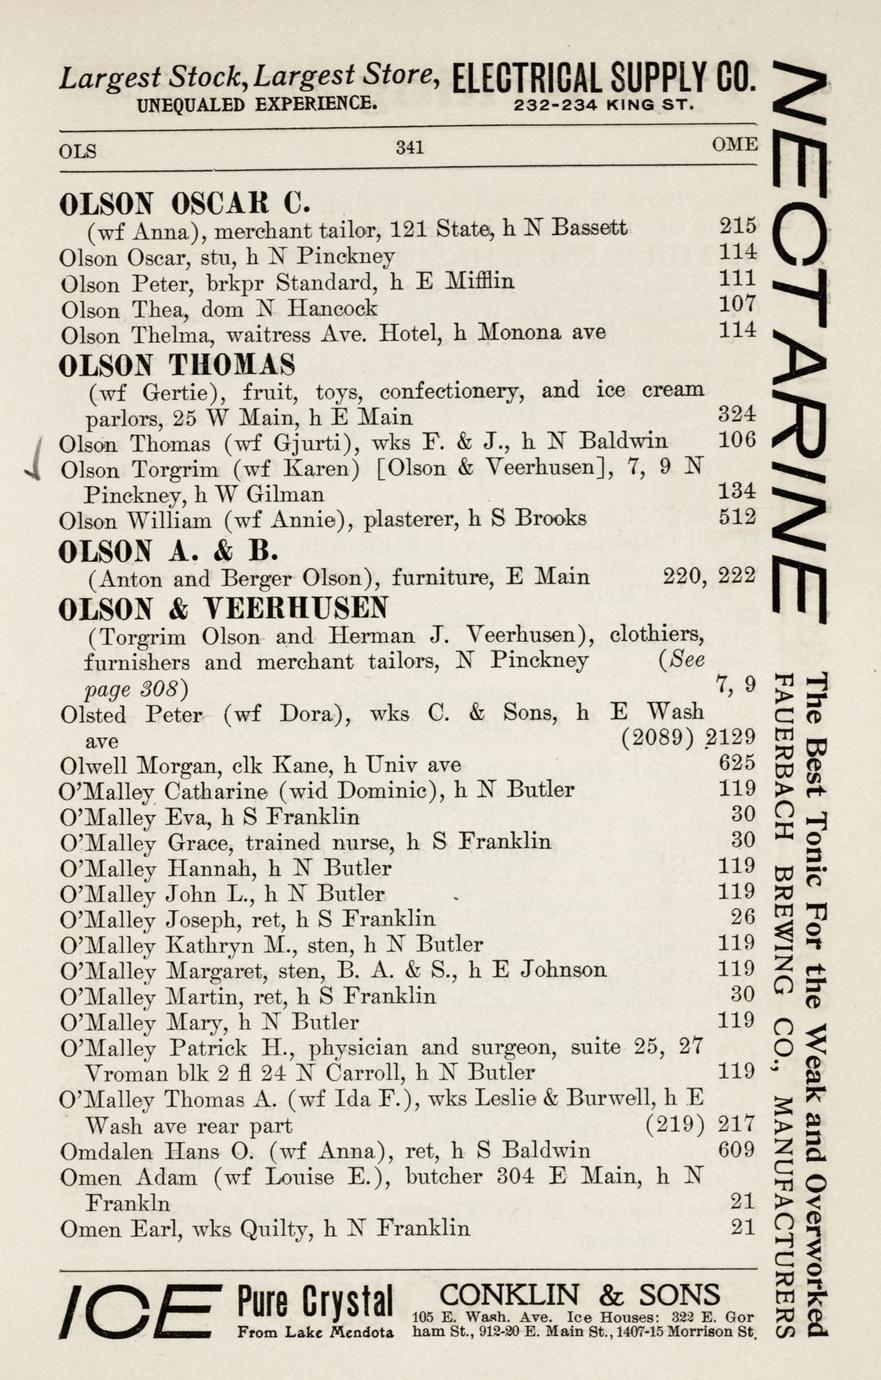 Largest Stock, Largest Store, ELECTRICAL SUPPLY CO.
UNEQUALED EXPERIENCE. 232-234 KING ST.
OLS 341 OME
OLSON OSCAR C.
(wf Anna), merchant tailor, 121 State, h N Bassett 215
Olson Oscar, stu, h N Pinckney 114
Olson Peter, brkpr Standard, h E Mifflin 111
Olson Thea, dom N Hancock 107
Olson Thelma, waitress Ave. Hotel, h Monona ave 114
OLSON THOMAS
(wf Gertie), fruit, toys, confectionery, and ice cream
parlors, 25 W Main, h E Main 324
Olson Thomas (wf Gjurti), wks F. & J., h N Baldwin 106
Olson Torgrim (wf Karen) [Olson & Veerhusen], 7, 9 N
Pinckney, h W Gilman 134
Olson William (wf Annie), plasterer, h S Brooks 512
OLSON A. & B.
(Anton and Berger Olson), furniture, E Main 220, 222
OLSON & VEERHUSEN
(Torgrim Olson and Herman J. Veerhusen), clothiers,
furnishers and merchant tailors, N Pinckney (See
page 308) 7, 9
Olsted Peter (wf Dora), wks C. & Sons, h E Wash
ave (2089) 2129
Olwell Morgan, clk Kane, h Univ ave 625
O'Malley Catharine (wid Dominic), h N Butler 119
O'Malley Eva, h S Franklin 30
O'Malley Grace, trained nurse, h S Franklin 30
O'Malley Hannah, h N Butler 119
O'Malley John L., h N Butler 119
O'Malley Joseph, ret, h S Franklin 26
O'Malley Kathryn M., sten, h N Butler 119
O'Malley Margaret, sten, B. A. & S., h E Johnson 119
O'Malley Martin, ret, h S Franklin 30
O'Malley Mary, h N Butler 119
O'Malley Patrick H., physician and surgeon, suite 25, 27
Vroman blk 2 fl 24 N Carroll, h N Butler 119
O'Malley Thomas A. (wf Ida F.), wks Leslie & Burwell, h E
Wash ave rear part (219) 217
Omdalen Hans O. (wf Anna), ret, h S Baldwin 609
Omen Adam (wf Louise E.), butcher 304 E Main, h N
Frankln 21
Omen Earl, wks Quilty, h N Franklin 21
ICE Pure Crystal CONKLIN & SONS
From Lake Mendota
105 E. Wash. Ave. Ice Houses: 322 E. Gor
ham St., 912-20 E. Main St., 1407-15 Morrison St.
NECTARINE
The Best Tonic For the Weak and Overworked
FAUERBACH BREWING CO., MANUFACTURERS